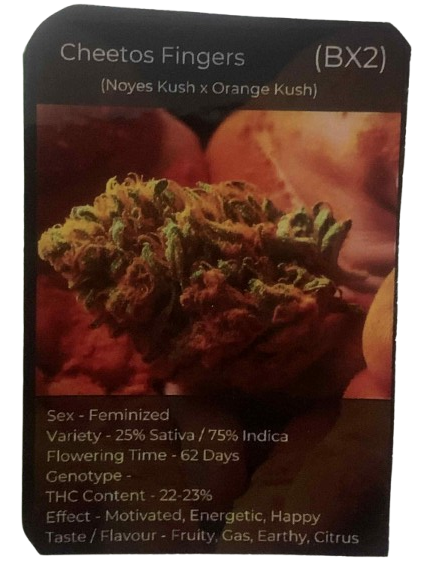 Cheetos Fingers (BX2)
(Noyes Kush x Orange Kush)
Sex - Feminized
Variety - 25% Sativa / 75% Indica
Flowering Time - 62 Days
Genotype -
THC Content - 22-23%
Effect - Motivated, Energetic, Happy
Taste / Flavour - Fruity, Gas, Earthy, Citrus